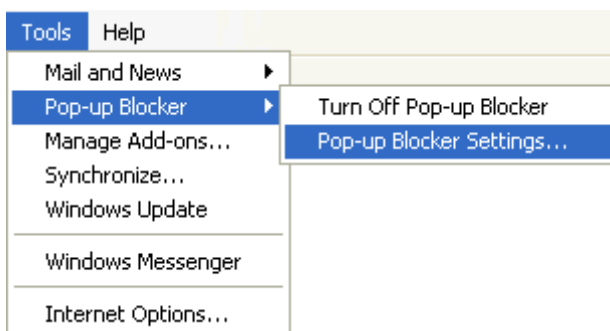 Tools Help
Mail and News
Pop-up Blocker
Turn Off Pop-up Blocker
Manage Add-ons...
Pop-up Blocker Settings...
Synchronize...
Windows Update
Windows Messenger
Internet Options...